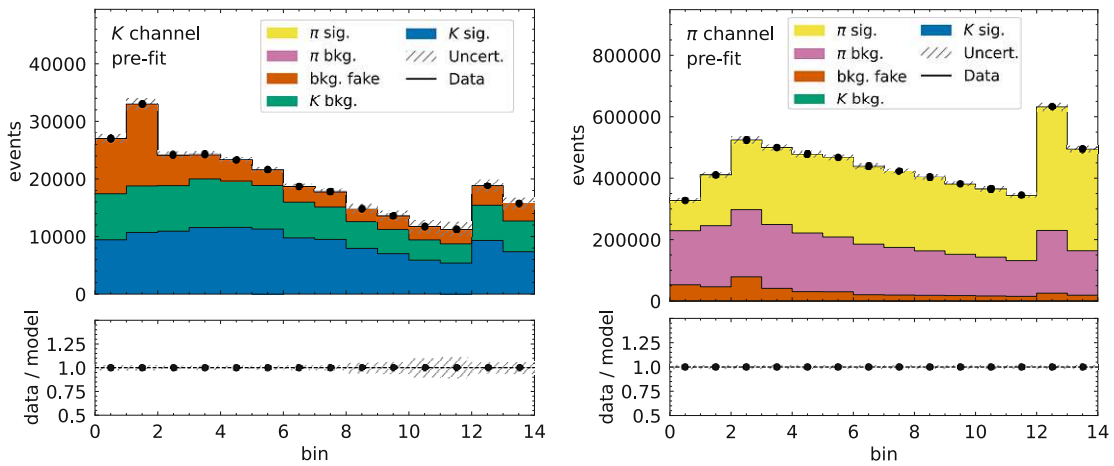 K channel
pre-fit
π sig.
π bkg.
bkg. fake
K bkg.
K sig.
Uncert.
Data
events
40000
30000
20000
10000
0
data / model
1.25
1.0
0.75
0.5
0 2 4 6 8 10 12 14
bin
π channel
pre-fit
π sig.
π bkg.
bkg. fake
K bkg.
K sig.
Uncert.
Data
events
800000
600000
400000
200000
0
data / model
1.25
1.0
0.75
0.5
0 2 4 6 8 10 12 14
bin